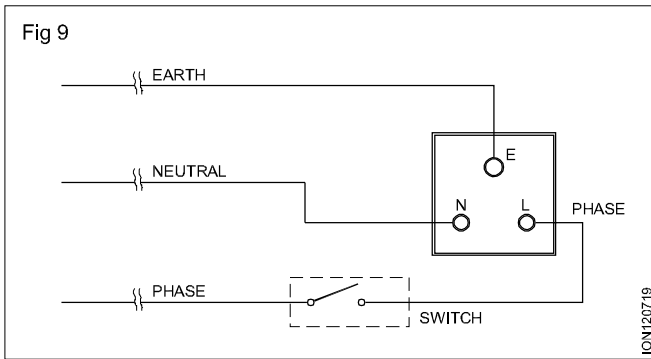 Fig 9
EARTH
E
NEUTRAL
N
L
PHASE
PHASE
SWITCH
ION120719